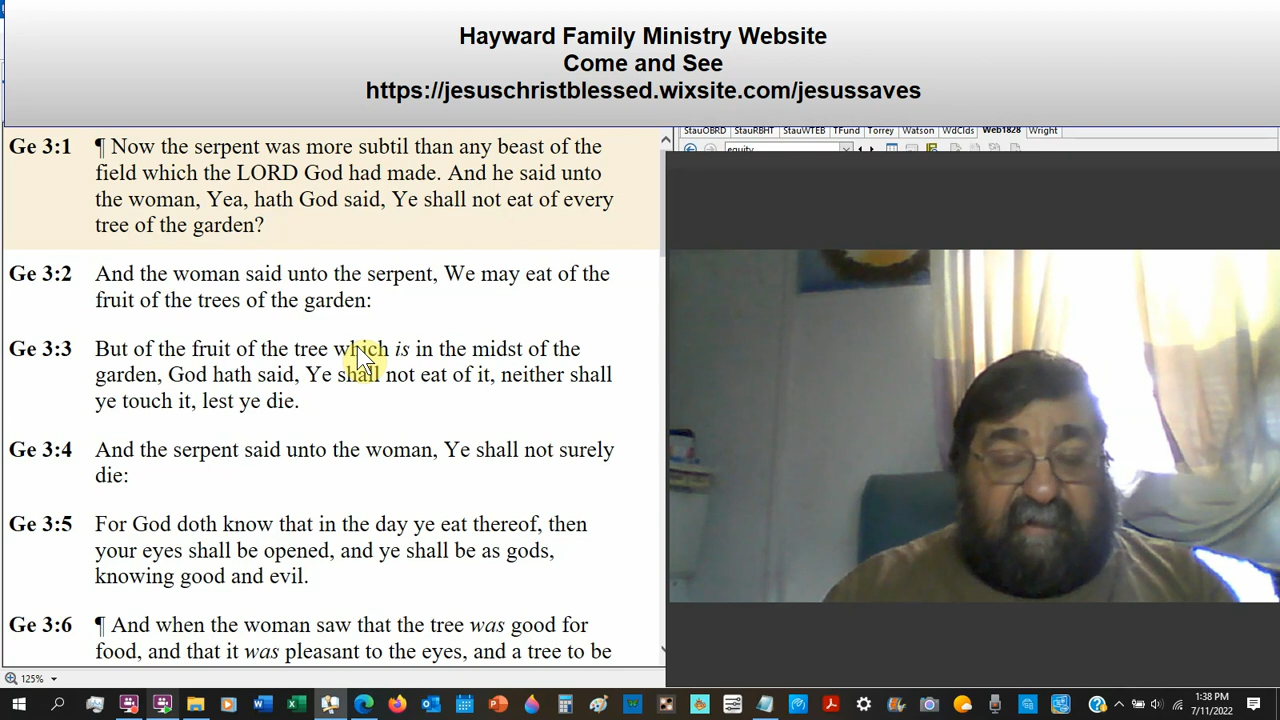 Hayward Family Ministry Website
Come and See
https://jesuschristblessed.wixsite.com/jesussaves
StauOBRD StauRBHT StauWTEB TFund Torrey Watson WdClds Web1828 Wright
equity
Ge 3:1 ¶ Now the serpent was more subtil than any beast of the
field which the LORD God had made. And he said unto
the woman, Yea, hath God said, Ye shall not eat of every
tree of the garden?
Ge 3:2 And the woman said unto the serpent, We may eat of the
fruit of the trees of the garden:
Ge 3:3 But of the fruit of the tree which is in the midst of the
garden, God hath said, Ye shall not eat of it, neither shall
ye touch it, lest ye die.
Ge 3:4 And the serpent said unto the woman, Ye shall not surely
die:
Ge 3:5 For God doth know that in the day ye eat thereof, then
your eyes shall be opened, and ye shall be as gods,
knowing good and evil.
Ge 3:6 ¶ And when the woman saw that the tree was good for
food, and that it was pleasant to the eyes, and a tree to be
125%
1:38 PM
7/11/2022